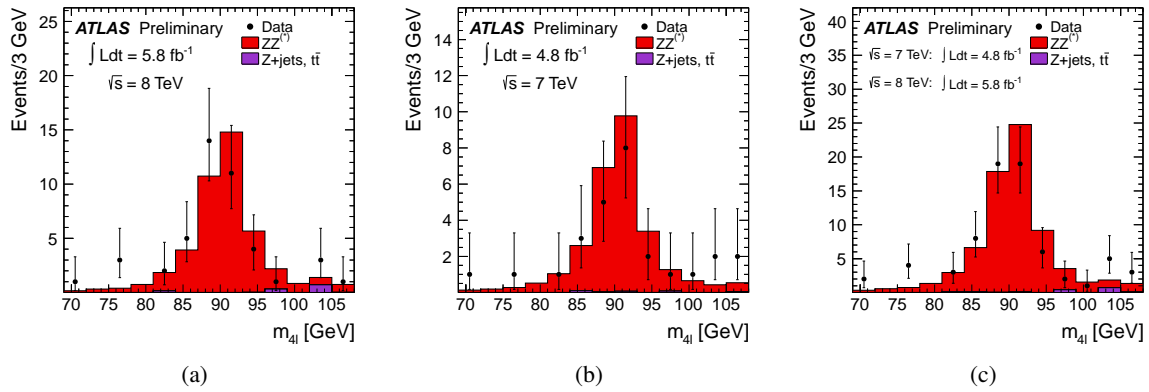 Events/3 GeV
25
20
15
10
5
ATLAS Preliminary
∫ Ldt = 5.8 fb⁻¹
√s = 8 TeV
Data
ZZ(*)
Z+jets, tt̄
70 75 80 85 90 95 100 105
m4l [GeV]
(a)
Events/3 GeV
14
12
10
8
6
4
2
ATLAS Preliminary
∫ Ldt = 4.8 fb⁻¹
√s = 7 TeV
Data
ZZ(*)
Z+jets, tt̄
70 75 80 85 90 95 100 105
m4l [GeV]
(b)
Events/3 GeV
40
35
30
25
20
15
10
5
ATLAS Preliminary
√s = 7 TeV: ∫ Ldt = 4.8 fb⁻¹
√s = 8 TeV: ∫ Ldt = 5.8 fb⁻¹
Data
ZZ(*)
Z+jets, tt̄
70 75 80 85 90 95 100 105
m4l [GeV]
(c)